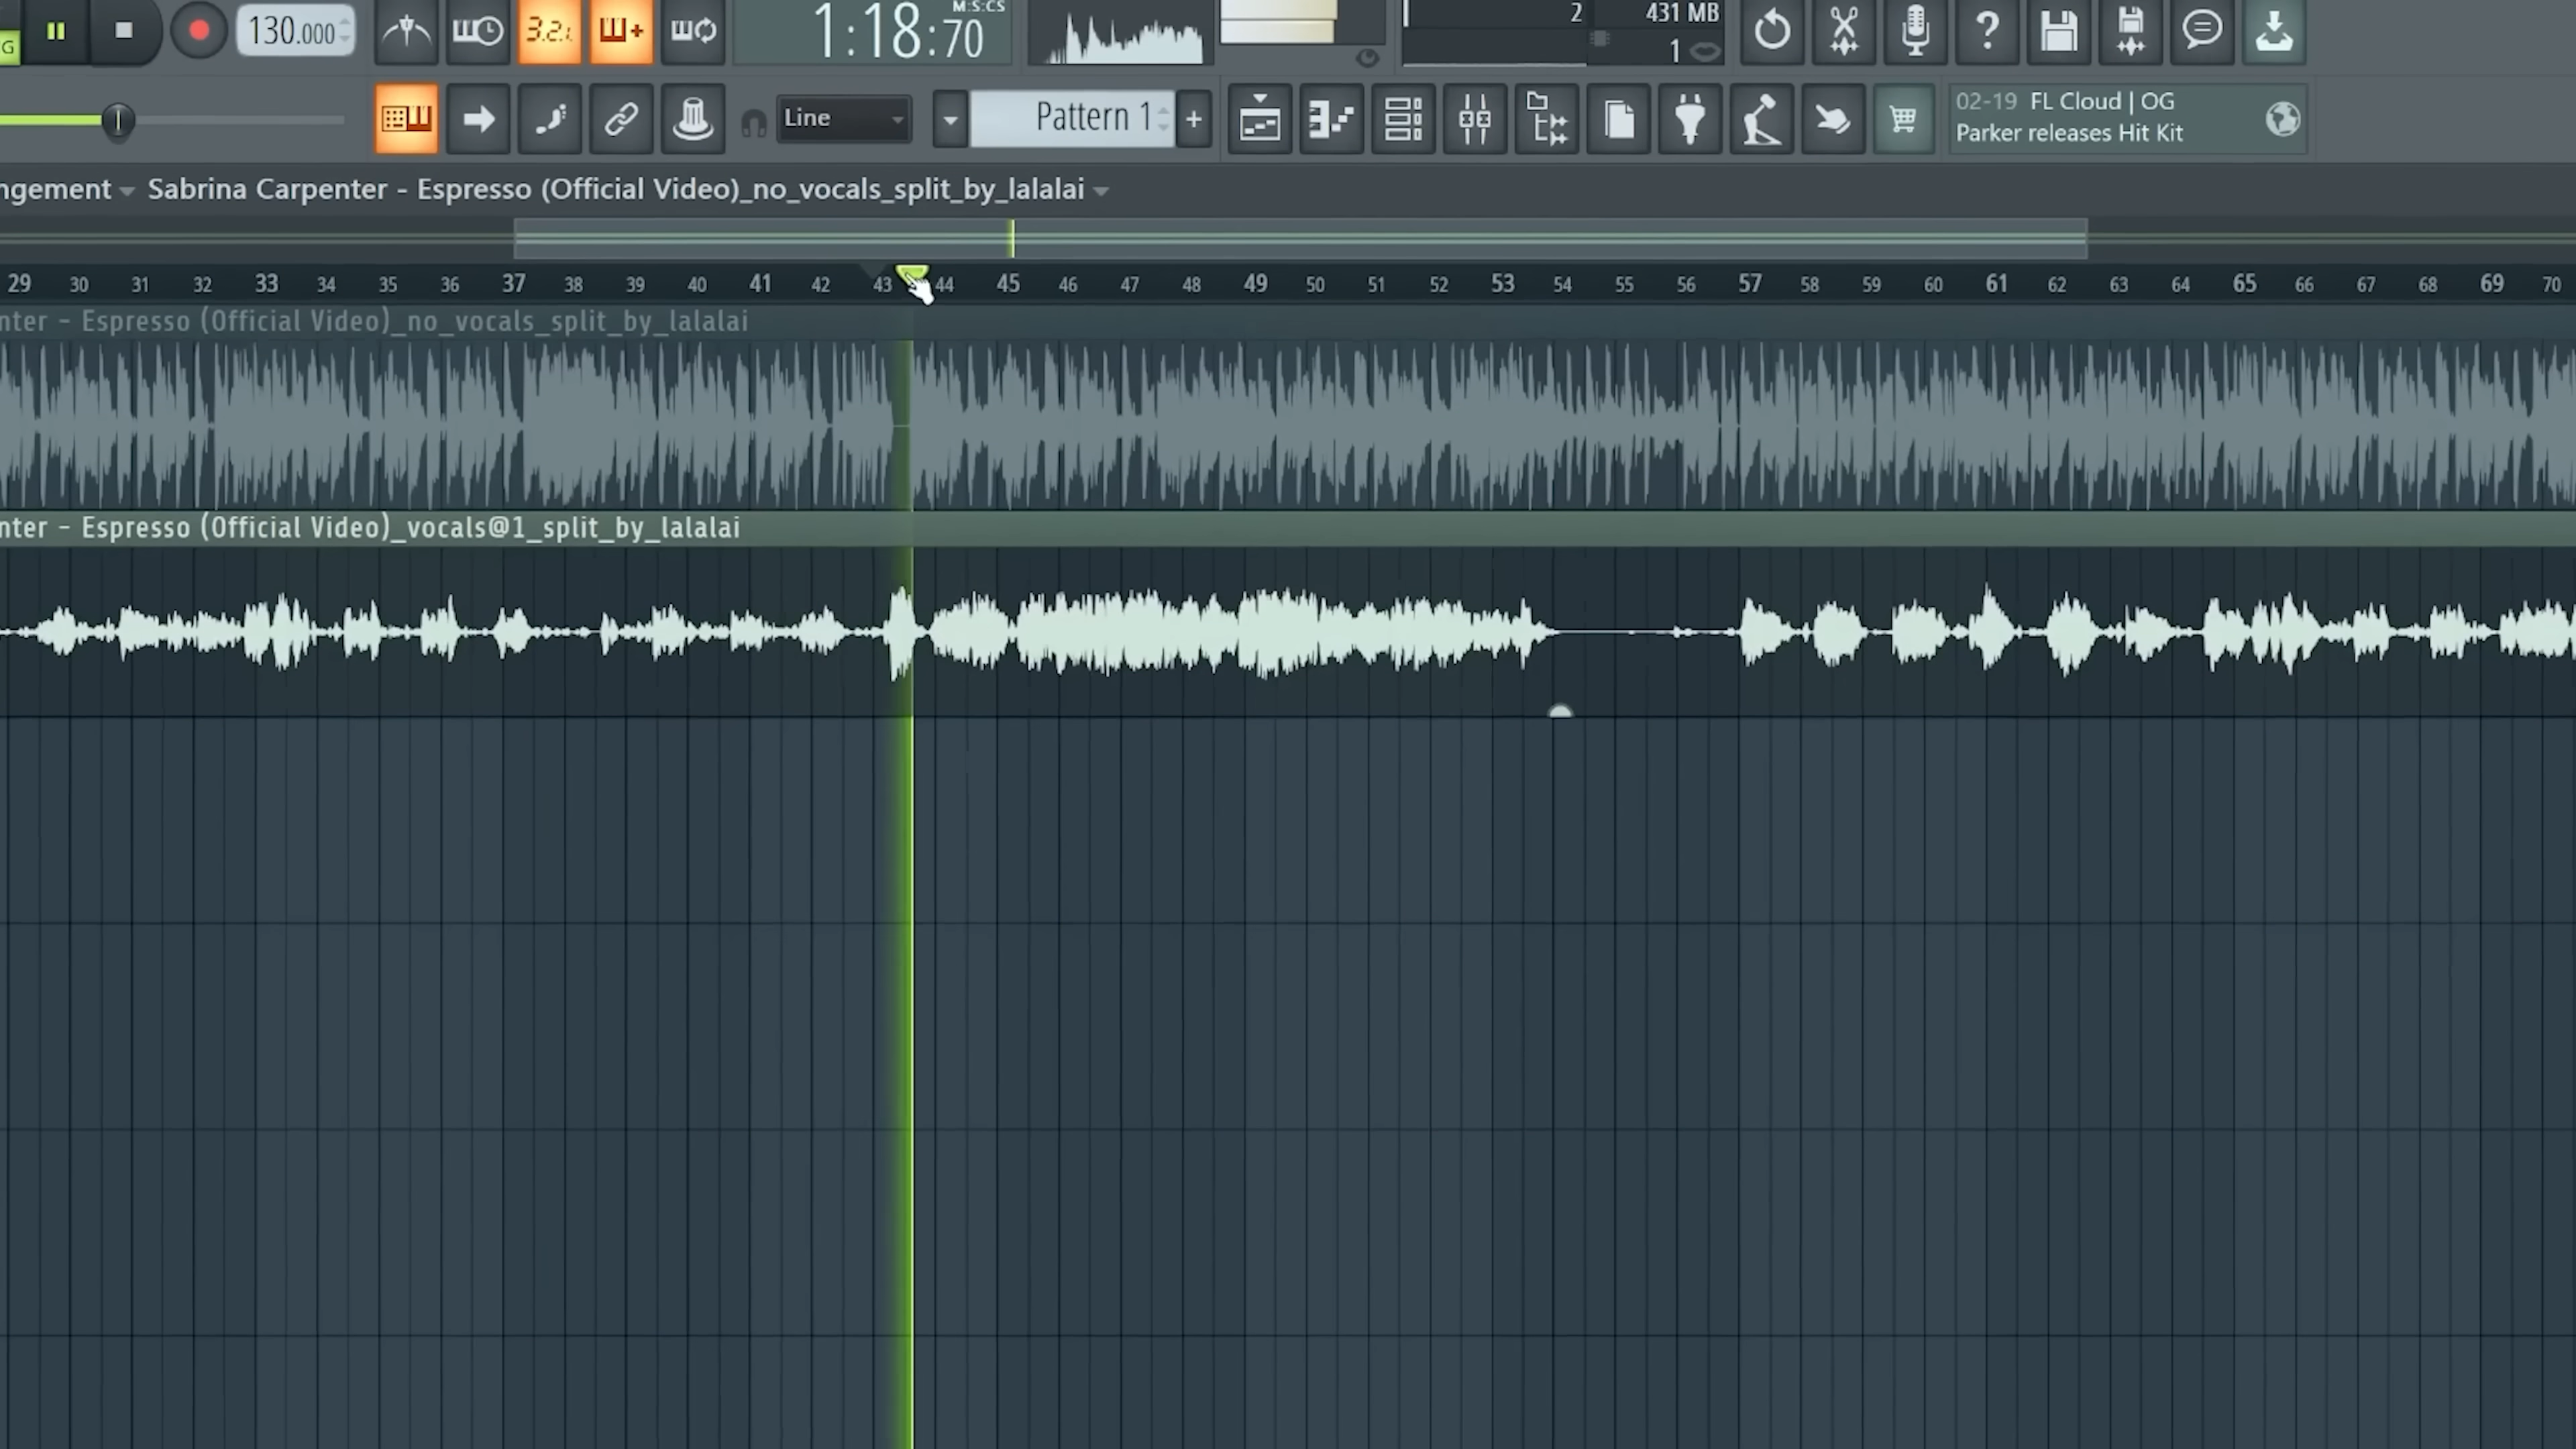 130.000
3.2.1
1:18:70
M:S:CS
2
431 MB
1
G
Line
Pattern 1
+
02-19 FL Cloud | OG
Parker releases Hit Kit
ngement
Sabrina Carpenter - Espresso (Official Video)_no_vocals_split_by_lalalai
29 30 31 32 33 34 35 36 37 38 39 40 41 42 43 44 45 46 47 48 49 50 51 52 53 54 55 56 57 58 59 60 61 62 63 64 65 66 67 68 69 70
nter - Espresso (Official Video)_no_vocals_split_by_lalalai
nter - Espresso (Official Video)_vocals@1_split_by_lalalai